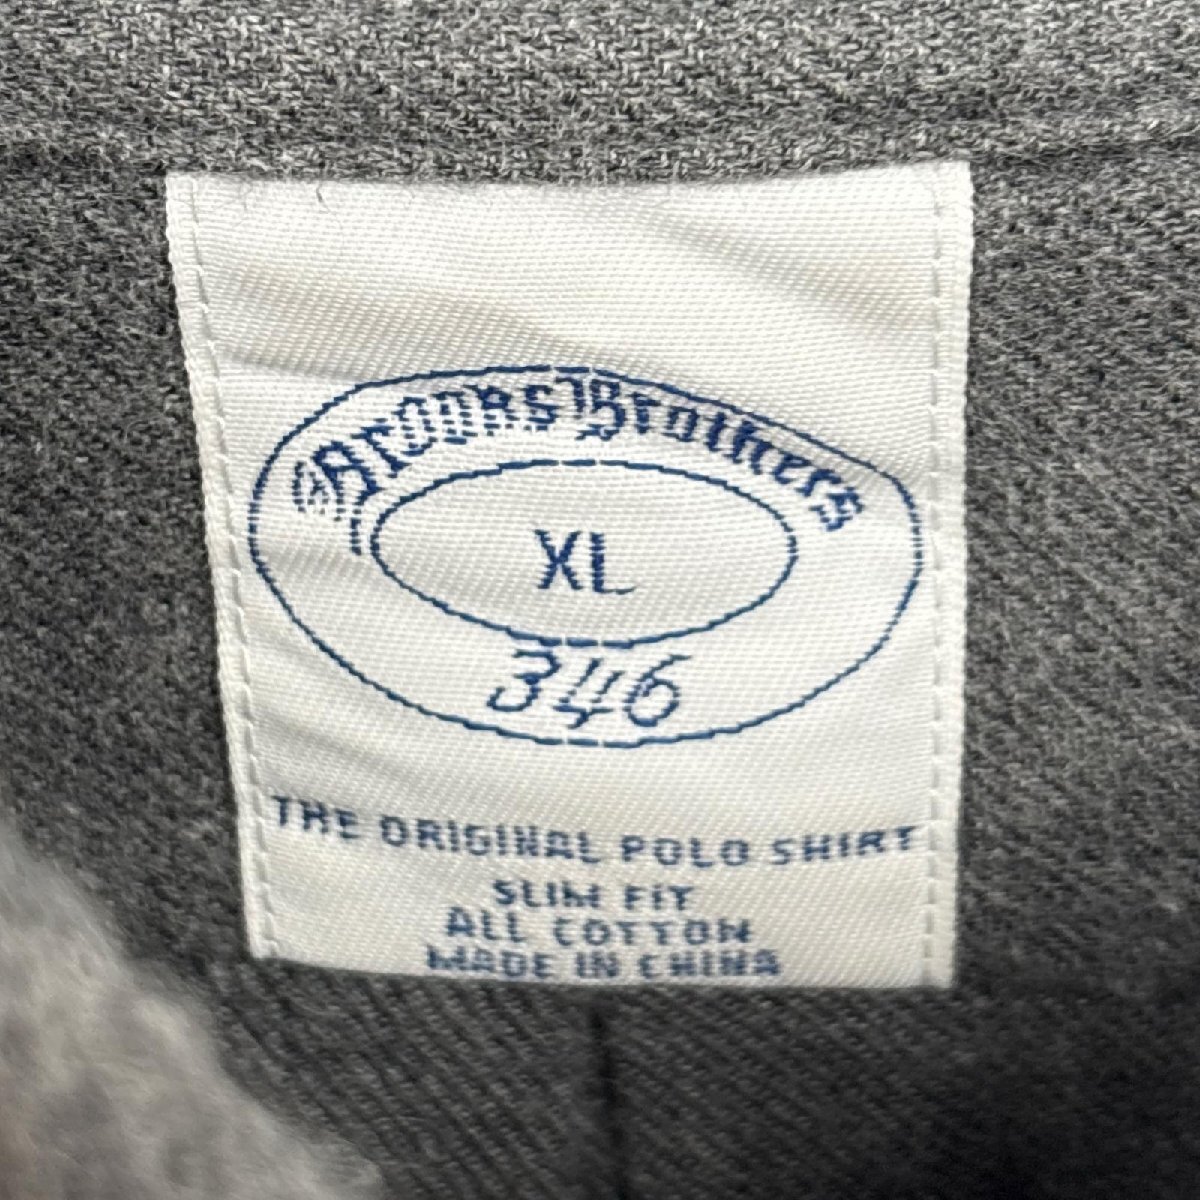 Brooks Brothers
XL
346
THE ORIGINAL POLO SHIRT
SLIM FIT
ALL COTTON
MADE IN CHINA